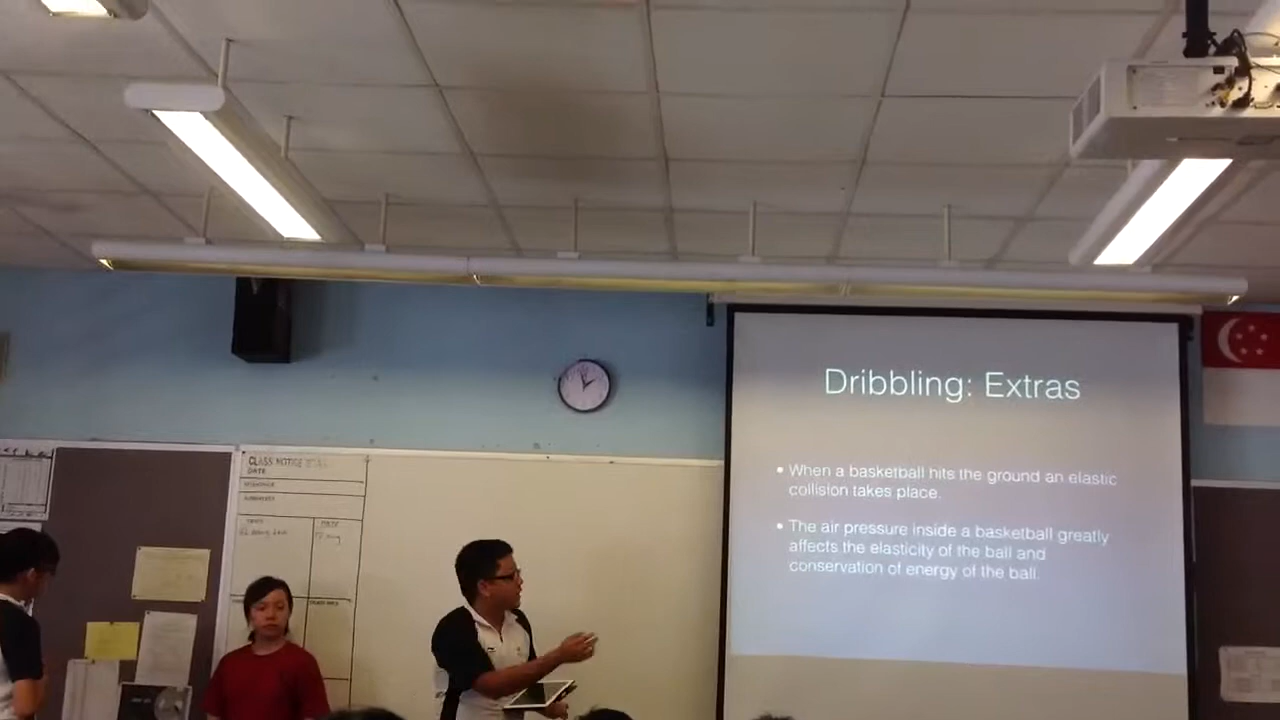 Dribbling: Extras
• When a basketball hits the ground an elastic
collision takes place.
• The air pressure inside a basketball greatly
affects the elasticity of the ball and
conservation of energy of the ball.
CLASS NOTICE
DATE